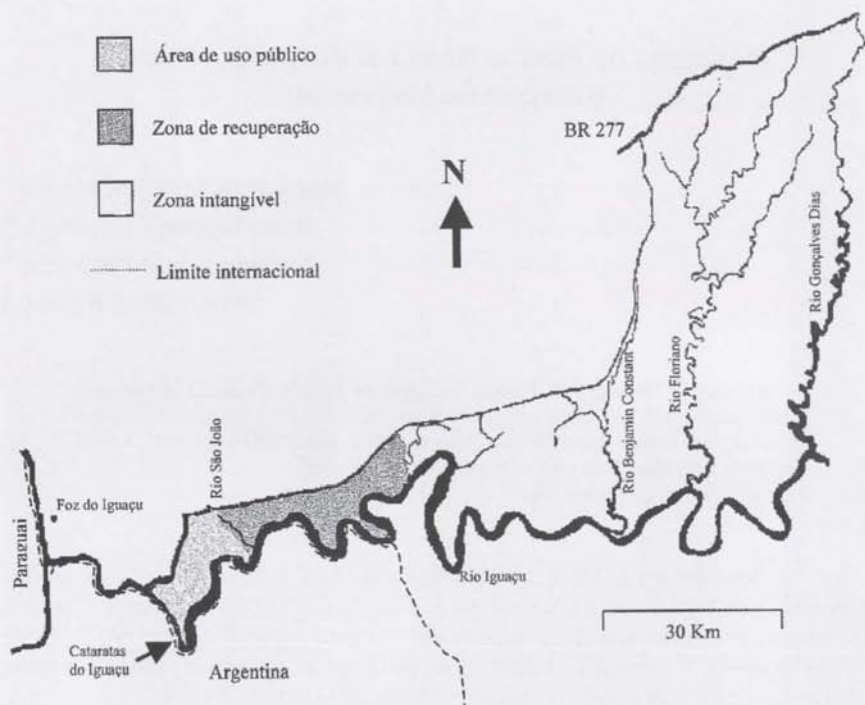 Área de uso público
Zona de recuperação
Zona intangível
Limite internacional
N
BR 277
Rio Gonçalves Dias
Rio Floriano
Rio Benjamin Constant
Rio São João
Foz do Iguaçu
Paraguai
Rio Iguaçu
30 Km
Cataratas
do Iguaçu
Argentina